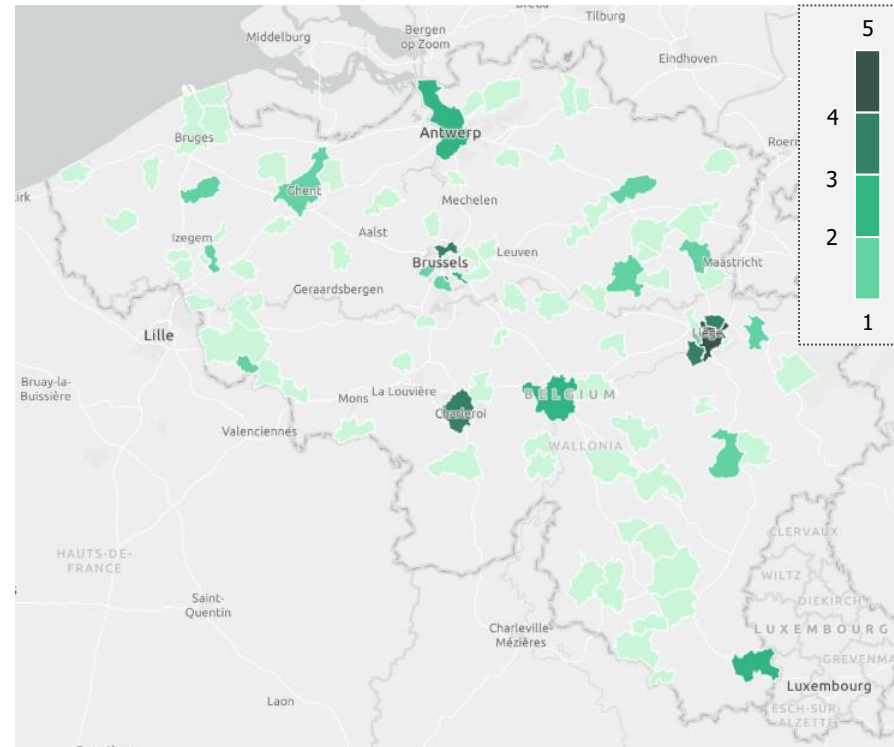 Tilburg
Bergen
op Zoom
Middelburg
Eindhoven
Antwerp
Bruges
Ghent
Mechelen
Aalst
Izegem
Brussels
Leuven
Maastricht
Geraardsbergen
Lille
Liège
Bruay-la-
Buissière
Mons
La Louvière
BELGIUM
Charleroi
Valenciennes
WALLONIA
HAUTS-DE-
FRANCE
CLERVAUX
WILTZ
DIEKIRCH
Saint-
Quentin
Charleville-
Mézières
LUXEMBOURG
GREVENMA
Luxembourg
Laon
ESCH-SUR-
ALZETTE
5
4
3
2
1